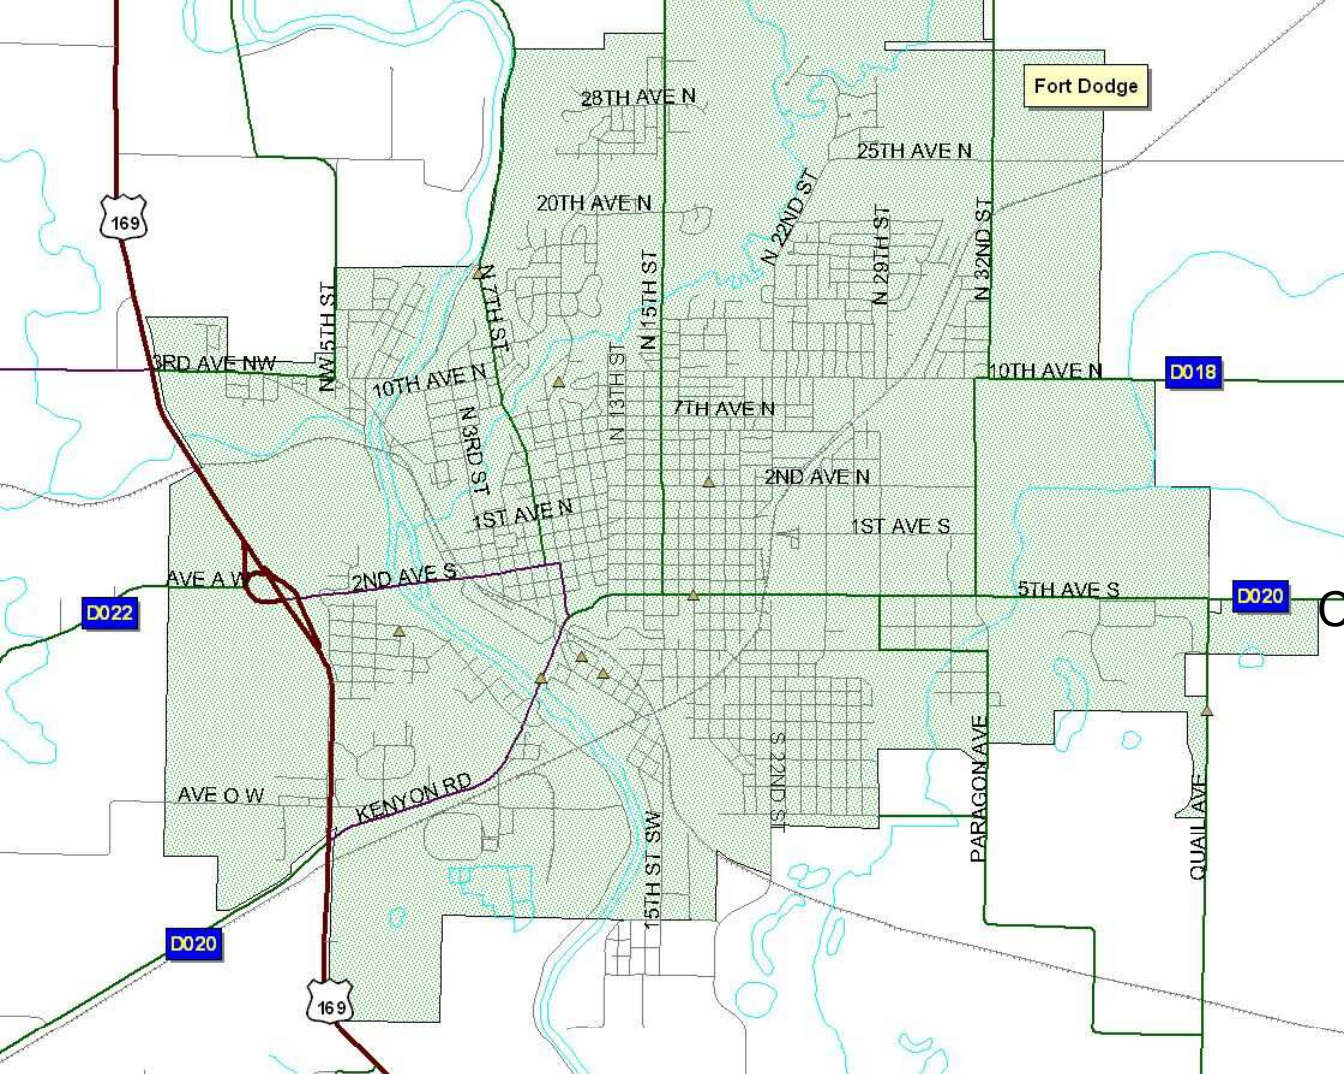 Fort Dodge
28TH AVE N
25TH AVE N
20TH AVE N
N 22ND ST
169
N 29TH ST
N 32ND ST
N 15TH ST
N 7TH ST
NW 5TH ST
3RD AVE NW
10TH AVE N
10TH AVE N
D018
N 13TH ST
7TH AVE N
N 3RD ST
2ND AVE N
1ST AVE N
1ST AVE S
AVE A W
2ND AVE S
5TH AVE S
D020
D022
S 22ND ST
PARAGON AVE
AVE O W
KENYON RD
QUAIL AVE
15TH ST SW
D020
169